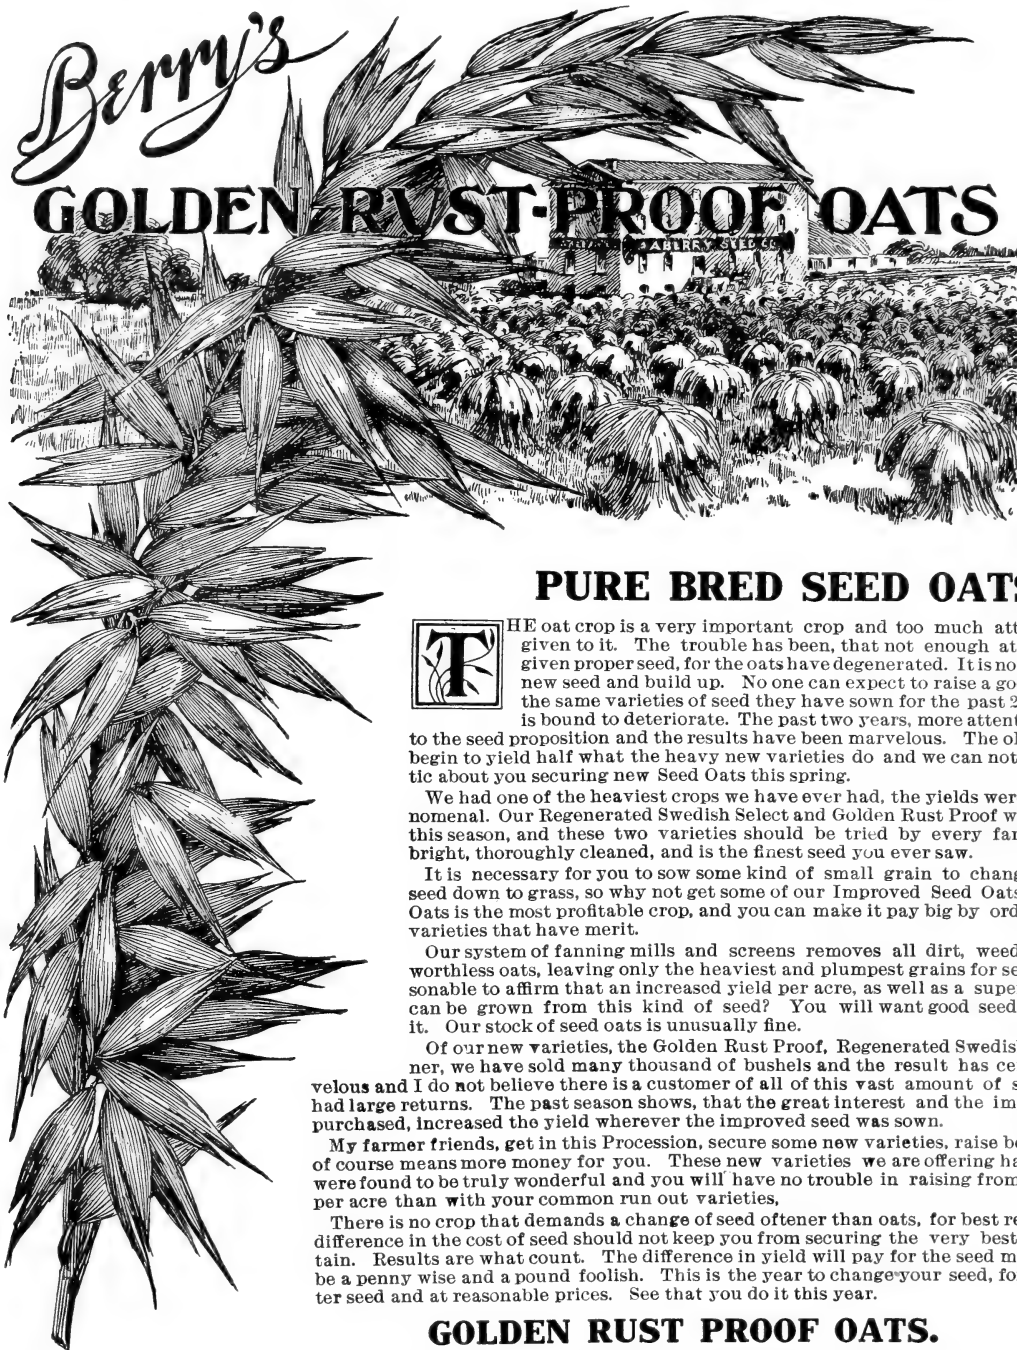 Berry's
GOLDEN RUST-PROOF OATS
A.A. BERRY SEED CO.
PURE BRED SEED OATS
THE oat crop is a very important crop and too much att
given to it. The trouble has been, that not enough at
given proper seed, for the oats have degenerated. It is no
new seed and build up. No one can expect to raise a go
the same varieties of seed they have sown for the past 2
is bound to deteriorate. The past two years, more attent
to the seed proposition and the results have been marvelous. The ol
begin to yield half what the heavy new varieties do and we can not
tic about you securing new Seed Oats this spring.
We had one of the heaviest crops we have ever had, the yields wer
nomenal. Our Regenerated Swedish Select and Golden Rust Proof w
this season, and these two varieties should be tried by every far
bright, thoroughly cleaned, and is the finest seed you ever saw.
It is necessary for you to sow some kind of small grain to chang
seed down to grass, so why not get some of our Improved Seed Oats
Oats is the most profitable crop, and you can make it pay big by ord
varieties that have merit.
Our system of fanning mills and screens removes all dirt, weed
worthless oats, leaving only the heaviest and plumpest grains for se
sonable to affirm that an increased yield per acre, as well as a supe
can be grown from this kind of seed? You will want good seed
it. Our stock of seed oats is unusually fine.
Of our new varieties, the Golden Rust Proof, Regenerated Swedis
ner, we have sold many thousand of bushels and the result has ce
velous and I do not believe there is a customer of all of this vast amount of s
had large returns. The past season shows, that the great interest and the im
purchased, increased the yield wherever the improved seed was sown.
My farmer friends, get in this Procession, secure some new varieties, raise be
of course means more money for you. These new varieties we are offering ha
were found to be truly wonderful and you will have no trouble in raising from
per acre than with your common run out varieties,
There is no crop that demands a change of seed oftener than oats, for best re
difference in the cost of seed should not keep you from securing the very best
tain. Results are what count. The difference in yield will pay for the seed m
be a penny wise and a pound foolish. This is the year to change your seed, fo
ter seed and at reasonable prices. See that you do it this year.
GOLDEN RUST PROOF OATS.